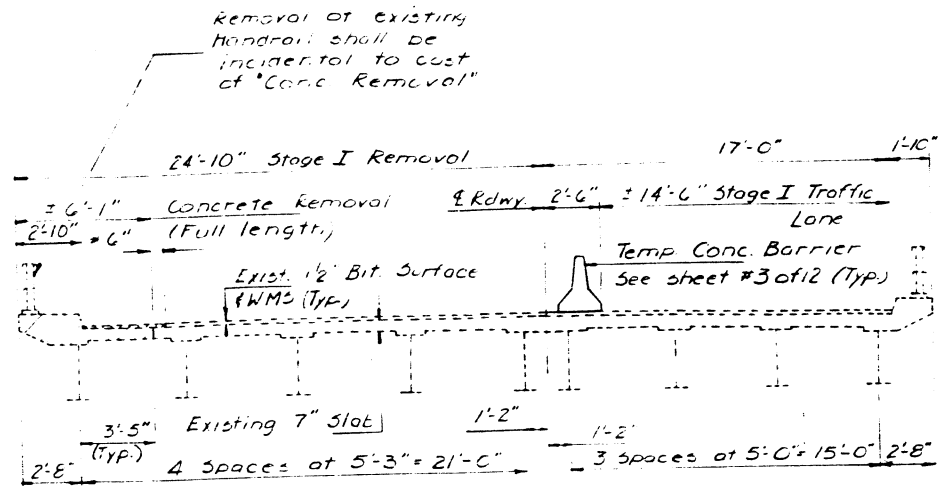 Removal of existing
Handrail shall be
incidental to cost
of "Conc Removal"
24'-10" Stage I Removal
17'-0"
1'-10"
± 6'-1"
Concrete Removal
(Full length)
℄ Rdwy.
2'-6"
± 14'-6" Stage I Traffic
Lane
2'-10"
6"
Exist. 1½" Bit. Surface
& WMS (Typ.)
Temp. Conc. Barrier
See sheet #3 of 12 (Typ.)
3'-5"
(Typ.)
Existing 7" Slab
1'-2"
1'-2"
2'-8"
4 Spaces at 5'-3" = 21'-0"
3 Spaces at 5'-0" = 15'-0"
2'-8"